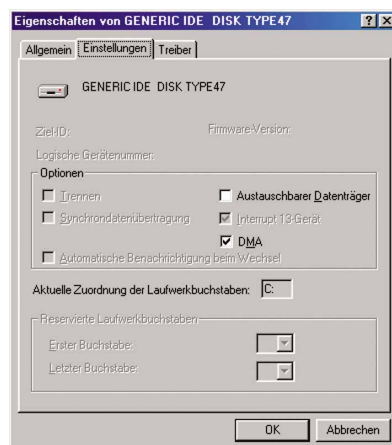 Eigenschaften von GENERIC IDE DISK TYPE47
Allgemein Einstellungen Treiber
GENERIC IDE DISK TYPE47
Ziel-ID: Firmware-Version:
Logische Gerätenummer:
Optionen
Trennen Austauschbarer Datenträger
Synchrondatenübertragung Interrupt 13-Gerät
DMA
Automatische Benachrichtigung beim Wechsel
Aktuelle Zuordnung der Laufwerkbuchstaben: C:
Reservierte Laufwerkbuchstaben
Erster Buchstabe:
Letzter Buchstabe:
OK Abbrechen